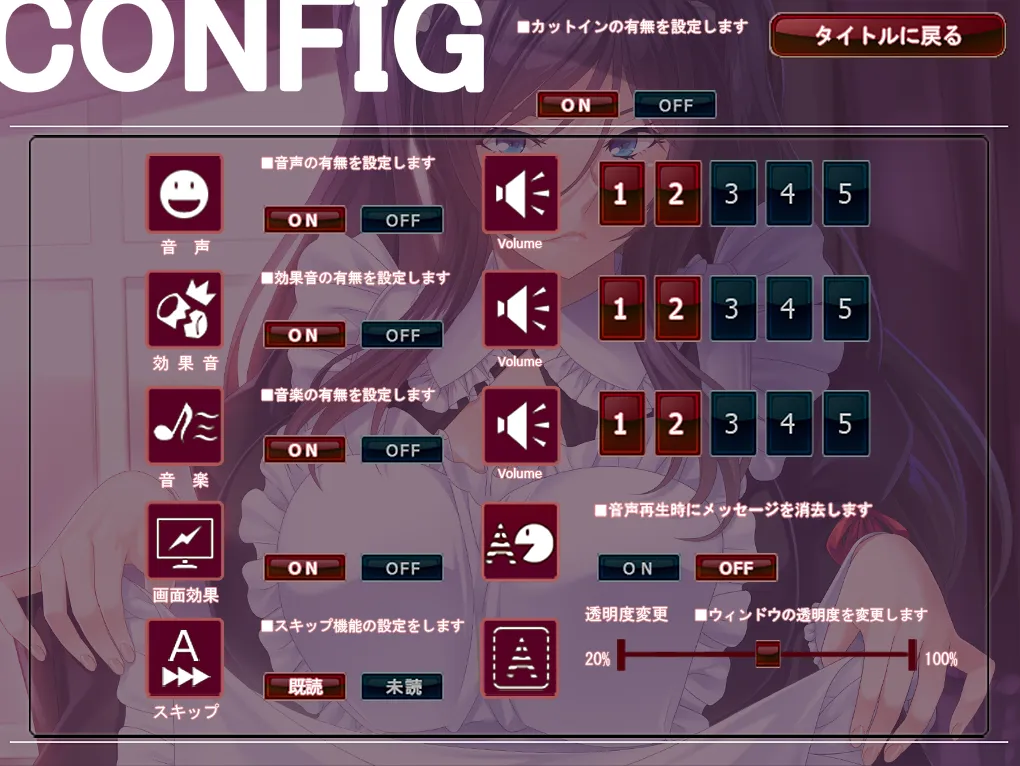 CONFIG
■カットインの有無を設定します
タイトルに戻る
ON OFF
■音声の有無を設定します
ON OFF
音声
Volume
1 2 3 4 5
■効果音の有無を設定します
ON OFF
効果音
Volume
1 2 3 4 5
■音楽の有無を設定します
ON OFF
音楽
Volume
1 2 3 4 5
ON OFF
画面効果
■音声再生時にメッセージを消去します
ON OFF
■スキップ機能の設定をします
A
既読 未読
スキップ
透明度変更 ■ウィンドウの透明度を変更します
20% 100%